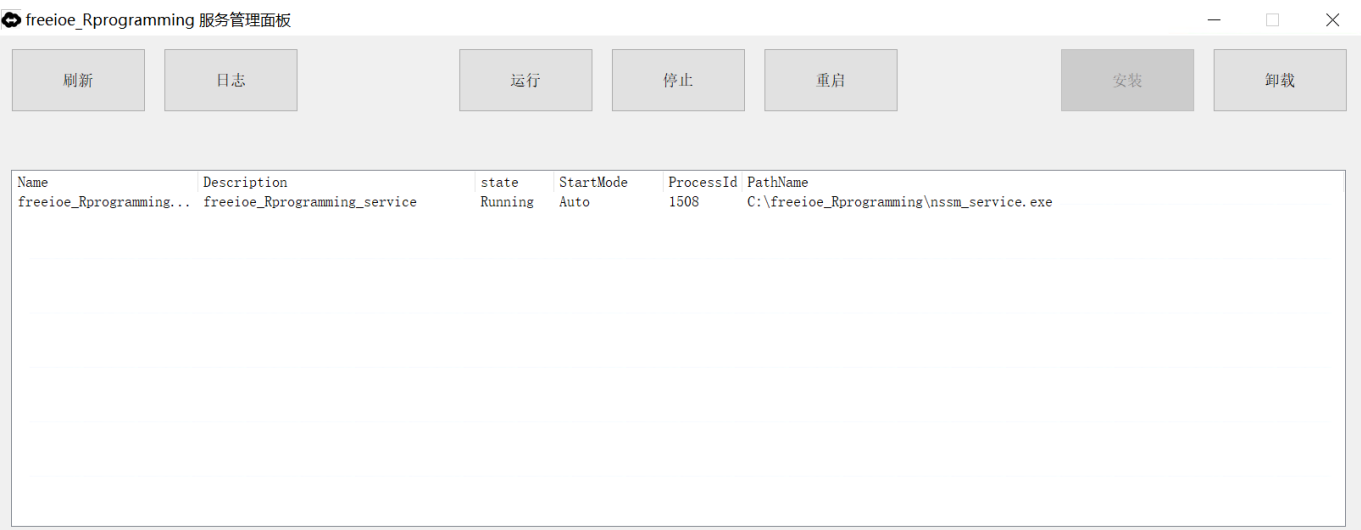 freeioe_Rprogramming 服务管理面板
刷新 日志 运行 停止 重启 安装 卸载
Name Description state StartMode ProcessId PathName
freeioe_Rprogramming... freeioe_Rprogramming_service Running Auto 1508 C:\freeioe_Rprogramming\nssm_service.exe